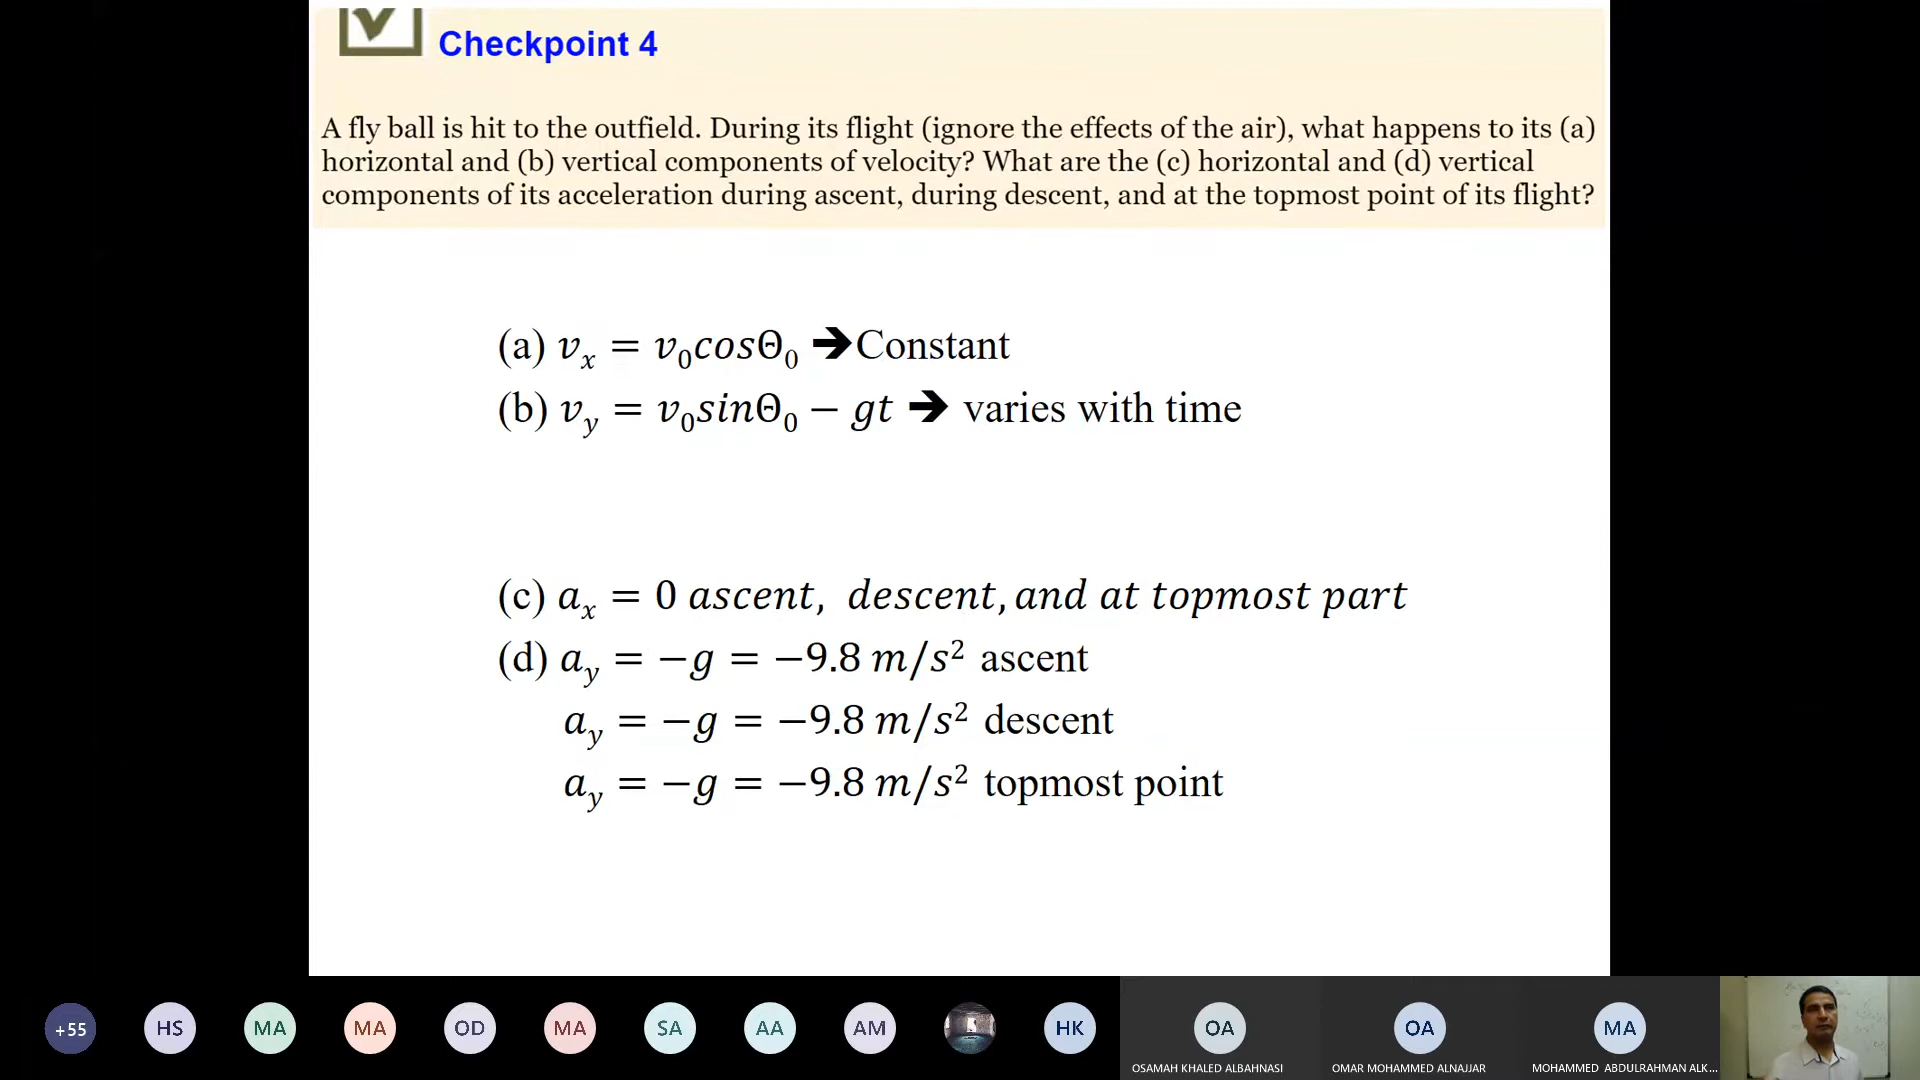 Checkpoint 4
A fly ball is hit to the outfield. During its flight (ignore the effects of the air), what happens to its (a)
horizontal and (b) vertical components of velocity? What are the (c) horizontal and (d) vertical
components of its acceleration during ascent, during descent, and at the topmost point of its flight?
(a) vₓ = v₀cosΘ₀ ➔Constant
(b) v_y = v₀sinΘ₀ − gt ➔ varies with time
(c) aₓ = 0 ascent, descent, and at topmost part
(d) a_y = −g = −9.8 m/s² ascent
a_y = −g = −9.8 m/s² descent
a_y = −g = −9.8 m/s² topmost point
+55 HS MA MA OD MA SA AA AM HK OA OA MA
OSAMAH KHALED ALBAHNASI OMAR MOHAMMED ALNAJJAR MOHAMMED ABDULRAHMAN ALK...